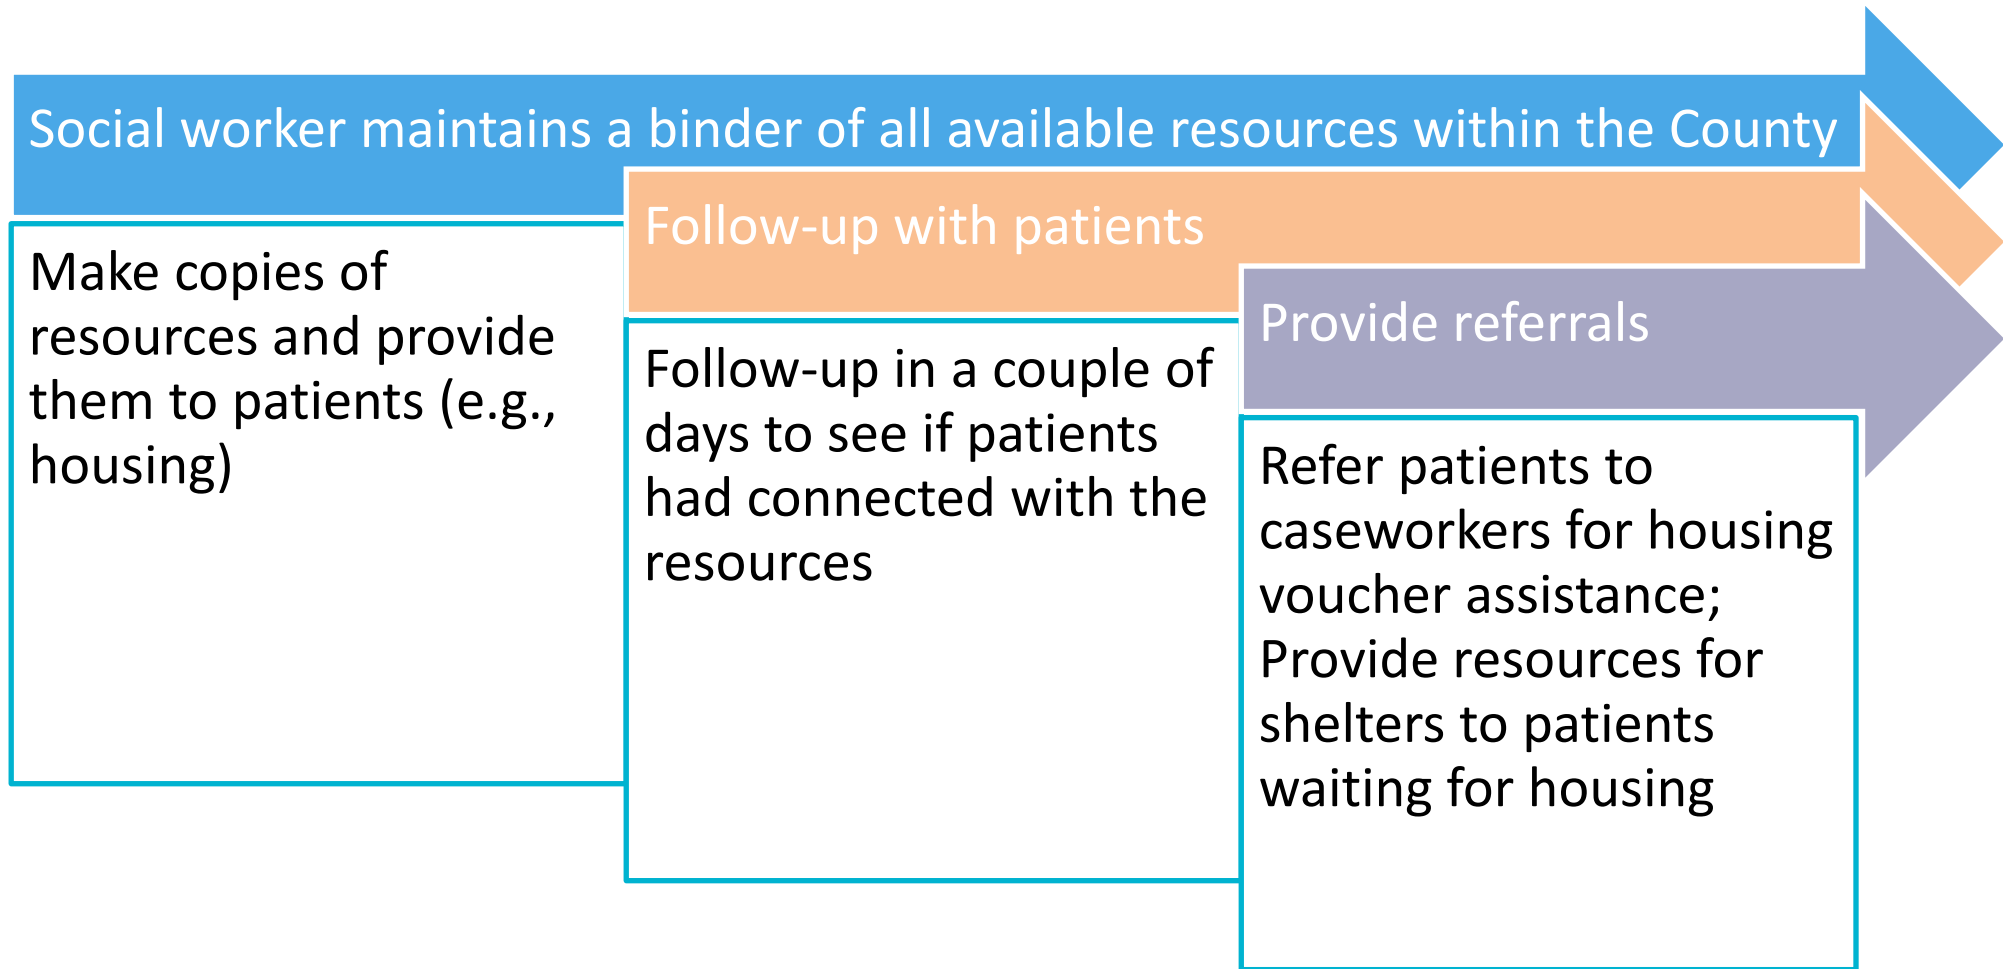 Social worker maintains a binder of all available resources within the County
Make copies of
resources and provide
them to patients (e.g.,
housing)
Follow-up with patients
Follow-up in a couple of
days to see if patients
had connected with the
resources
Provide referrals
Refer patients to
caseworkers for housing
voucher assistance;
Provide resources for
shelters to patients
waiting for housing